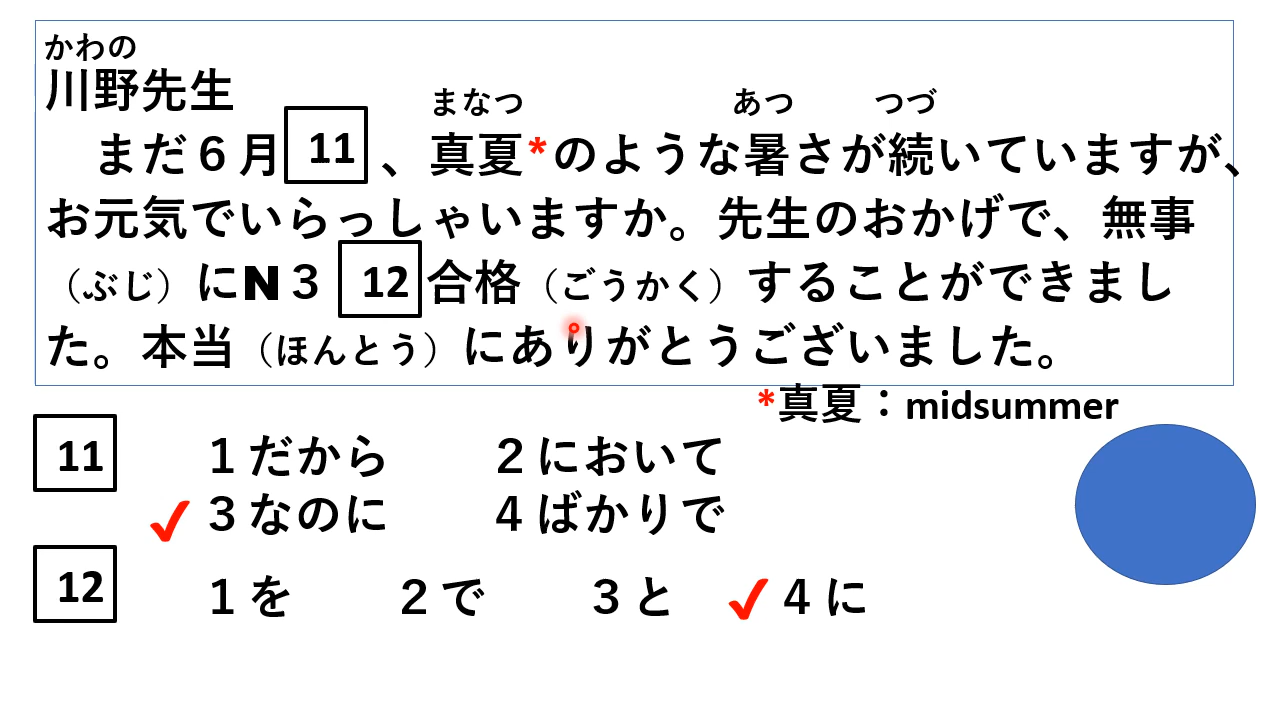 かわの
川野先生
まなつ あつ つづ
まだ６月 11 、真夏*のような暑さが続いていますが、
お元気でいらっしゃいますか。先生のおかげで、無事
（ぶじ）にN３ 12 合格（ごうかく）することができまし
た。本当（ほんとう）にありがとうございました。
*真夏：midsummer
11 １だから ２において
✓３なのに ４ばかりで
12 １を ２で ３と ✓４に